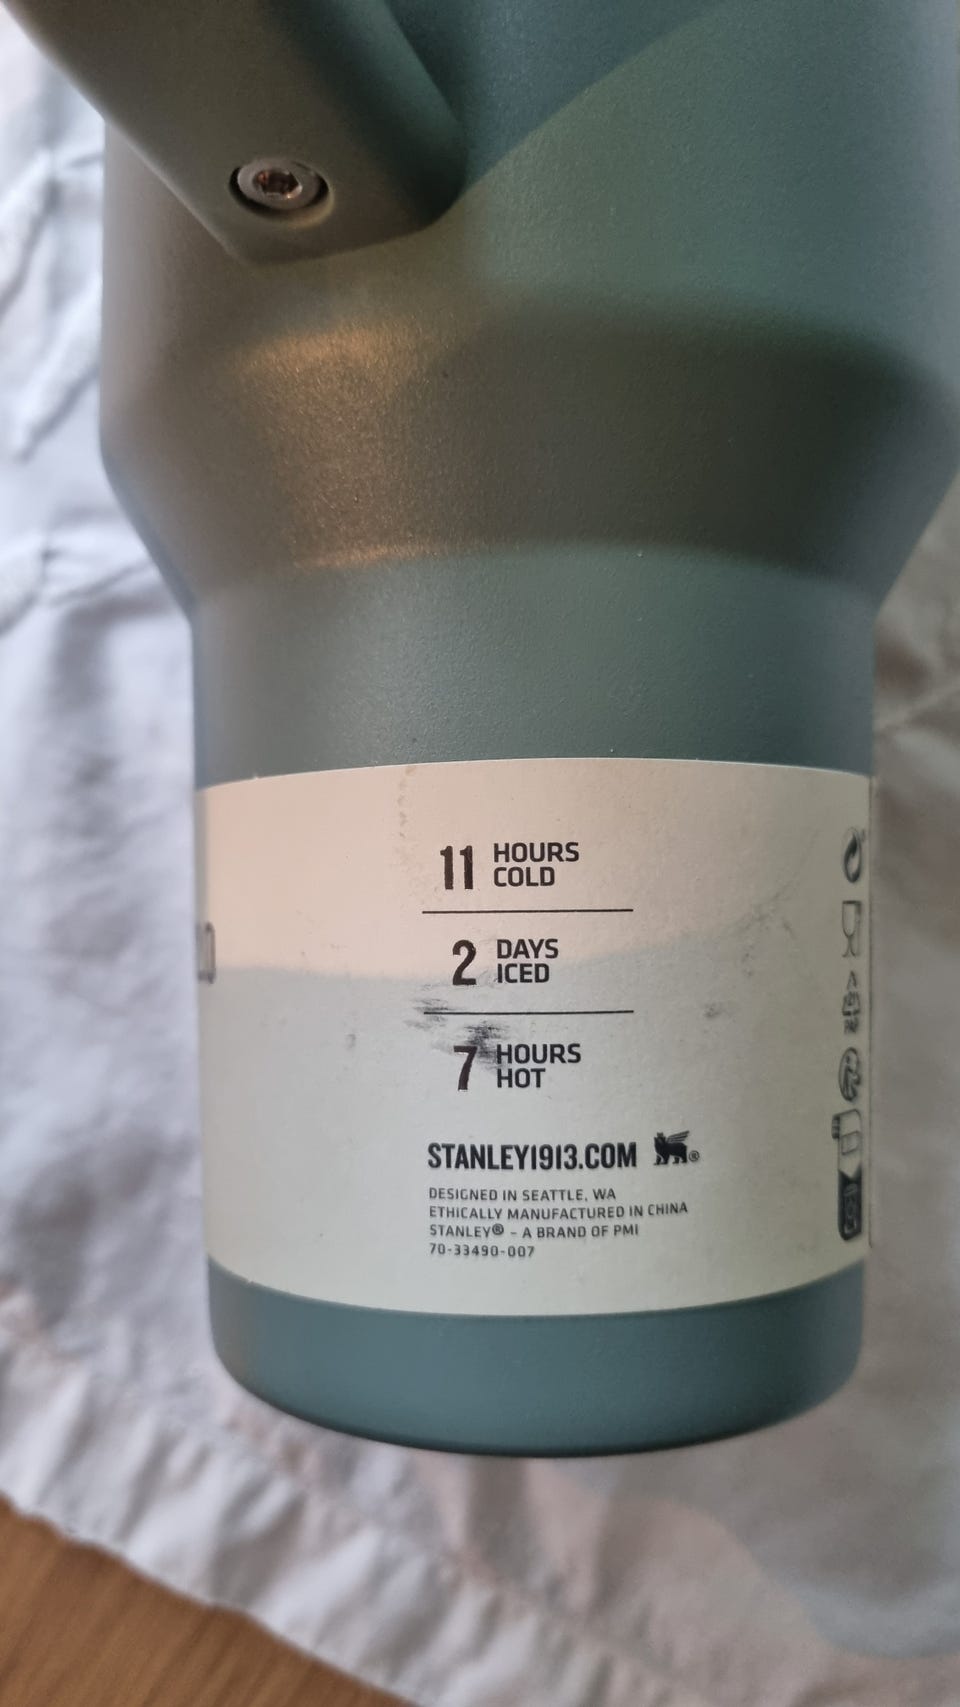 11 HOURS
COLD
2 DAYS
ICED
7 HOURS
HOT
STANLEY1913.COM ®
DESIGNED IN SEATTLE, WA
ETHICALLY MANUFACTURED IN CHINA
STANLEY® - A BRAND OF PMI
70-33490-007